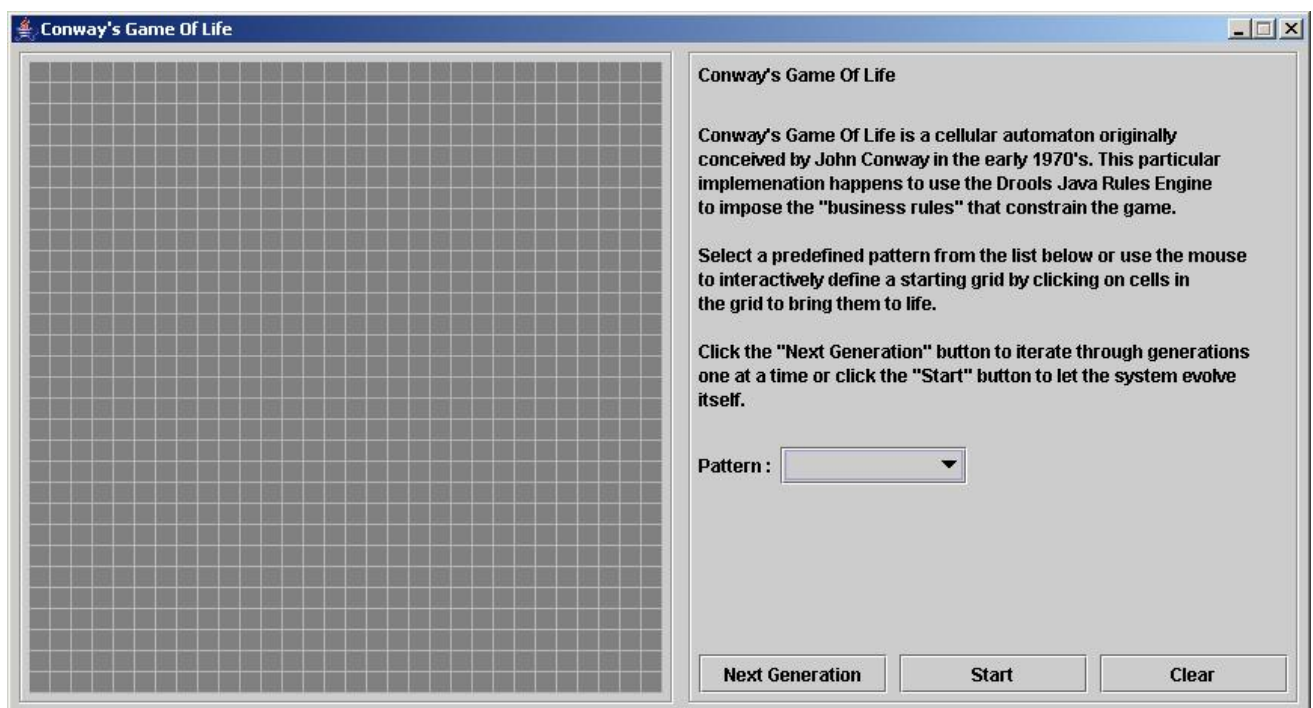 Conway's Game Of Life
Conway's Game Of Life
Conway's Game Of Life is a cellular automaton originally
conceived by John Conway in the early 1970's. This particular
implemenation happens to use the Drools Java Rules Engine
to impose the "business rules" that constrain the game.
Select a predefined pattern from the list below or use the mouse
to interactively define a starting grid by clicking on cells in
the grid to bring them to life.
Click the "Next Generation" button to iterate through generations
one at a time or click the "Start" button to let the system evolve
itself.
Pattern :
Next Generation Start Clear